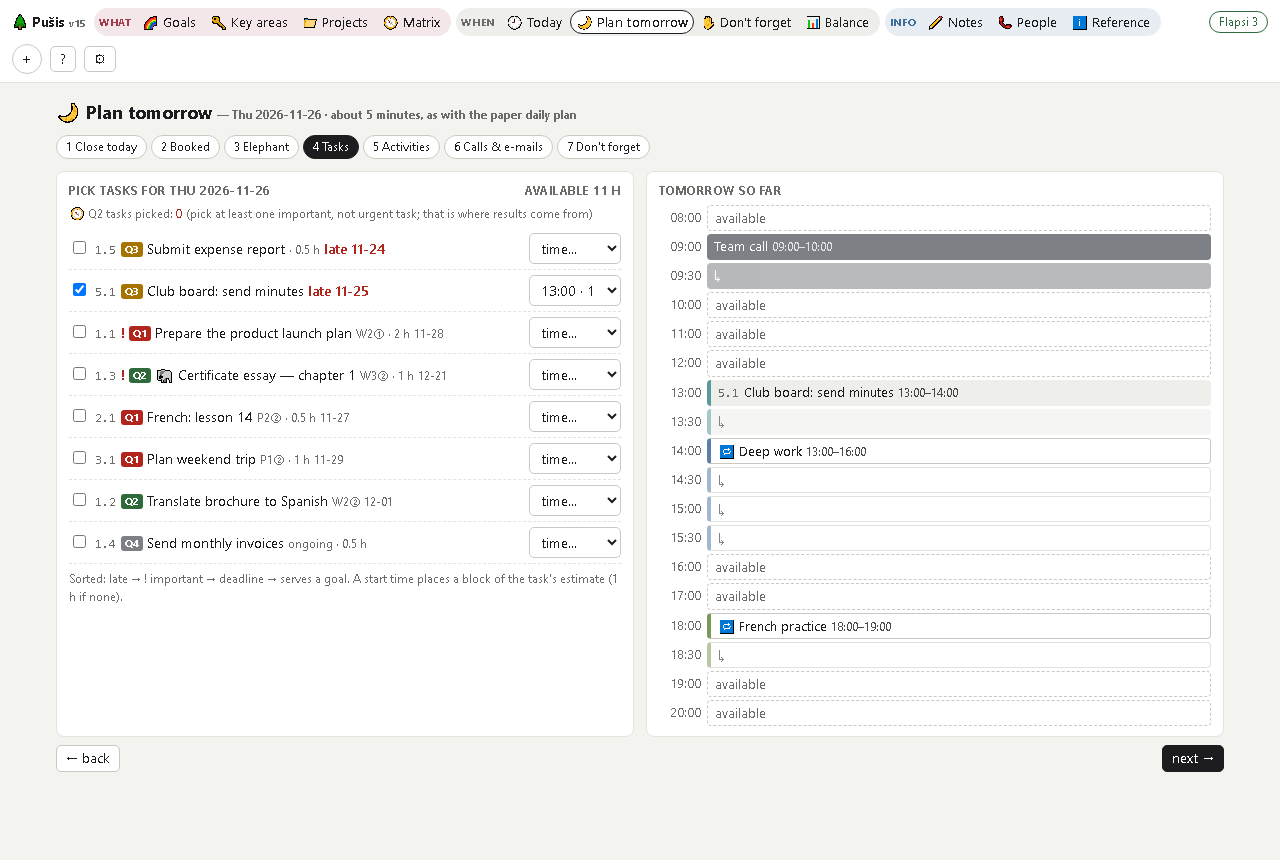 Pušis v15 WHAT Goals Key areas Projects Matrix WHEN Today Plan tomorrow Don't forget Balance INFO Notes People Reference Flapsi 3
+ ?
Plan tomorrow — Thu 2026-11-26 · about 5 minutes, as with the paper daily plan
1 Close today 2 Booked 3 Elephant 4 Tasks 5 Activities 6 Calls & e-mails 7 Don't forget
PICK TASKS FOR THU 2026-11-26 AVAILABLE 11 H
Q2 tasks picked: 0 (pick at least one important, not urgent task; that is where results come from)
1.5 Q3 Submit expense report · 0.5 h late 11-24 time...
5.1 Q3 Club board: send minutes late 11-25 13:00 · 1
1.1 ! Q1 Prepare the product launch plan W2② · 2 h 11-28 time...
1.3 ! Q2 Certificate essay — chapter 1 W3② · 1 h 12-21 time...
2.1 Q1 French: lesson 14 P2② · 0.5 h 11-27 time...
3.1 Q1 Plan weekend trip P1② · 1 h 11-29 time...
1.2 Q2 Translate brochure to Spanish W2② 12-01 time...
1.4 Q4 Send monthly invoices ongoing · 0.5 h time...
Sorted: late → ! important → deadline → serves a goal. A start time places a block of the task's estimate (1
h if none).
TOMORROW SO FAR
08:00 available
09:00 Team call 09:00–10:00
09:30 ↳
10:00 available
11:00 available
12:00 available
13:00 5.1 Club board: send minutes 13:00–14:00
13:30 ↳
14:00 Deep work 13:00–16:00
14:30 ↳
15:00 ↳
15:30 ↳
16:00 available
17:00 available
18:00 French practice 18:00–19:00
18:30 ↳
19:00 available
20:00 available
← back next →